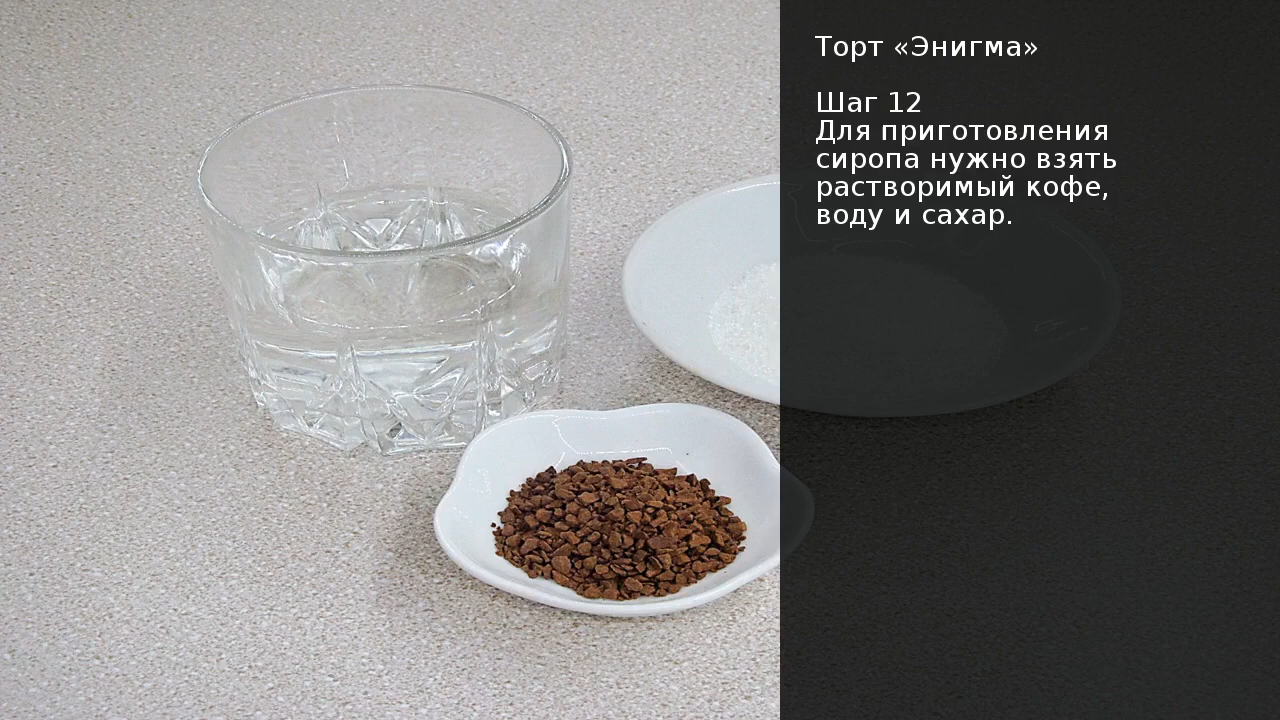 Торт «Энигма»
Шаг 12
Для приготовления
сиропа нужно взять
растворимый кофе,
воду и сахар.